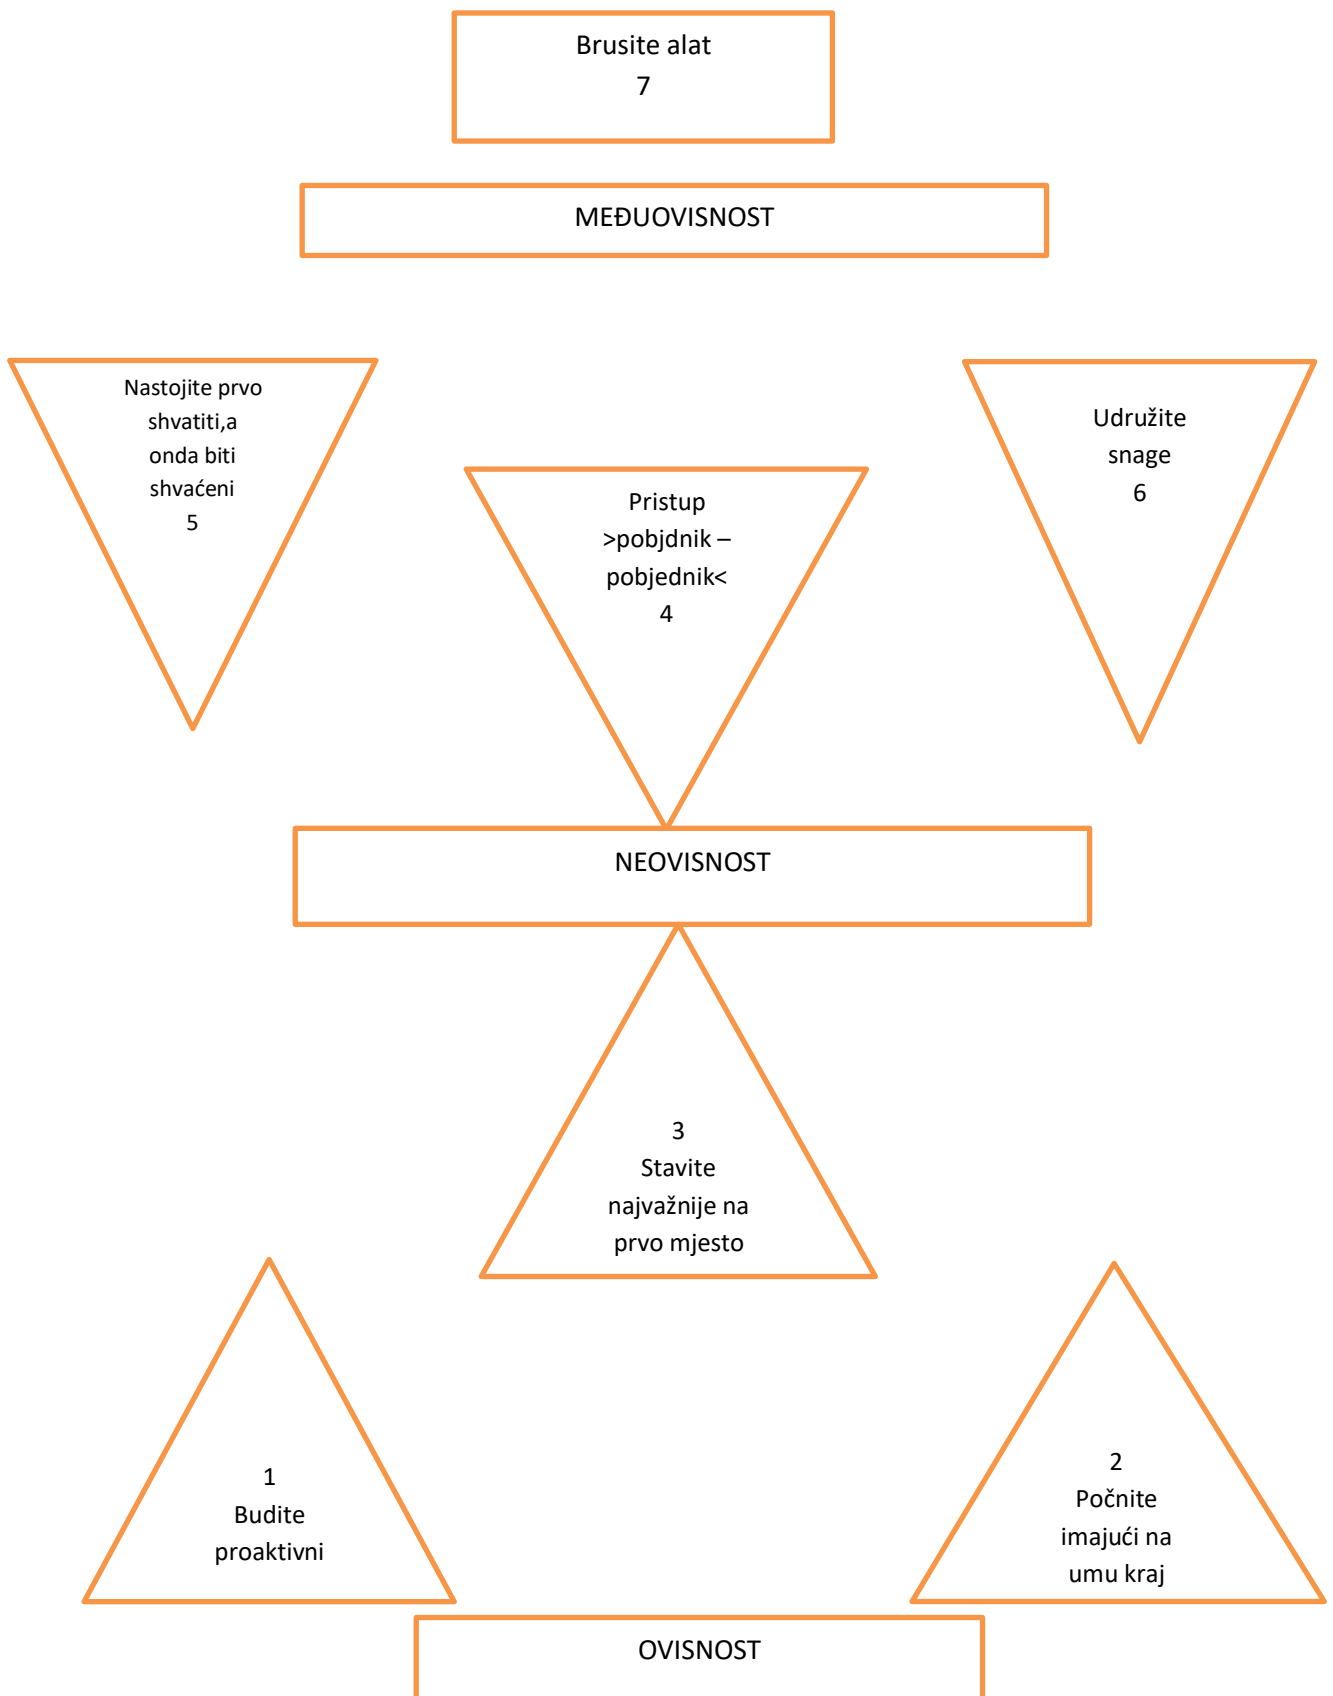 Brusite alat
7
MEĐUOVISNOST
Nastojite prvo
shvatiti,a
onda biti
shvaćeni
5
Pristup
>pobjdnik –
pobjednik<
4
Udružite
snage
6
NEOVISNOST
3
Stavite
najvažnije na
prvo mjesto
1
Budite
proaktivni
2
Počnite
imajući na
umu kraj
OVISNOST